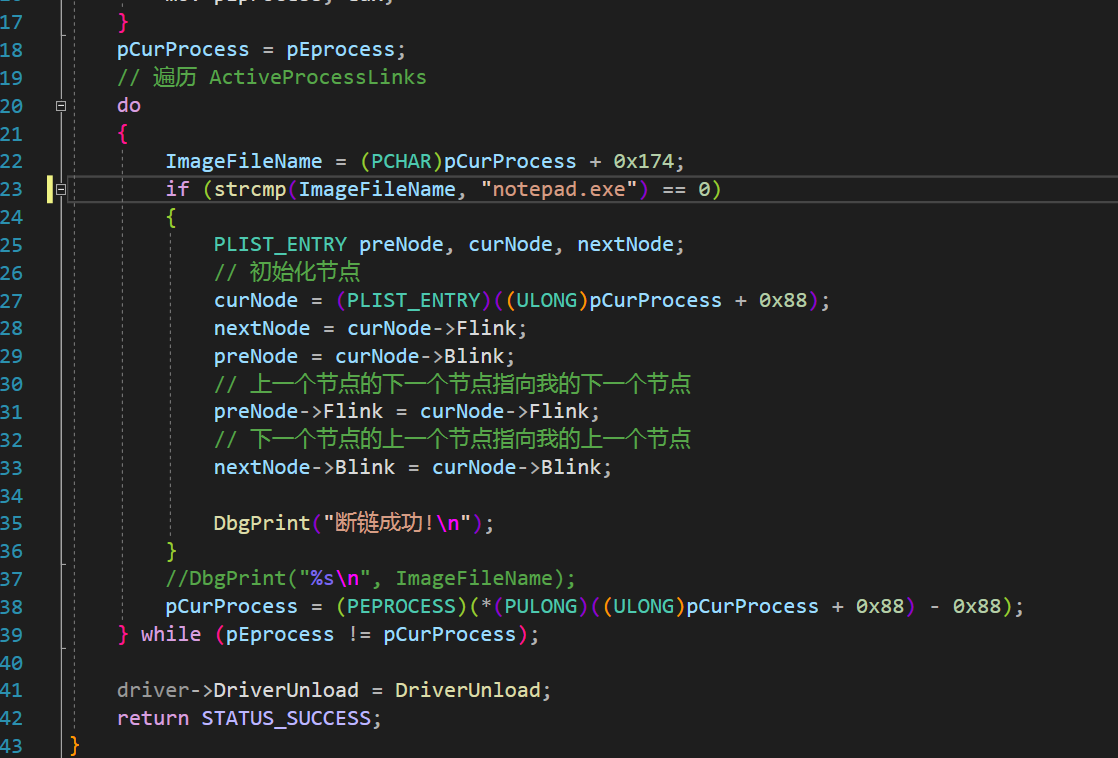 17 }
18 pCurProcess = pEprocess;
19 // 遍历 ActiveProcessLinks
20 do
21 {
22 ImageFileName = (PCHAR)pCurProcess + 0x174;
23 if (strcmp(ImageFileName, "notepad.exe") == 0)
24 {
25 PLIST_ENTRY preNode, curNode, nextNode;
26 // 初始化节点
27 curNode = (PLIST_ENTRY)((ULONG)pCurProcess + 0x88);
28 nextNode = curNode->Flink;
29 preNode = curNode->Blink;
30 // 上一个节点的下一个节点指向我的下一个节点
31 preNode->Flink = curNode->Flink;
32 // 下一个节点的上一个节点指向我的上一个节点
33 nextNode->Blink = curNode->Blink;
34
35 DbgPrint("断链成功!\n");
36 }
37 //DbgPrint("%s\n", ImageFileName);
38 pCurProcess = (PEPROCESS)(*(PULONG)((ULONG)pCurProcess + 0x88) - 0x88);
39 } while (pEprocess != pCurProcess);
40
41 driver->DriverUnload = DriverUnload;
42 return STATUS_SUCCESS;
43 }